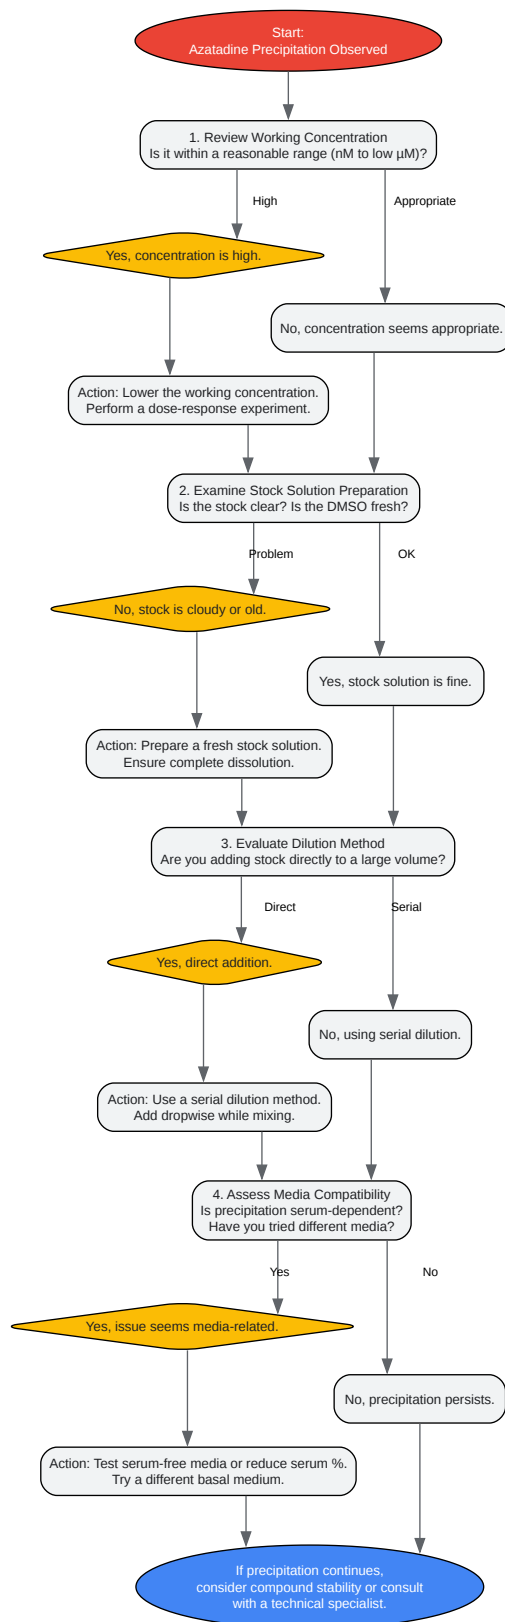 Start:
Azatadine Precipitation Observed
1. Review Working Concentration
Is it within a reasonable range (nM to low µM)?
High
Appropriate
Yes, concentration is high.
No, concentration seems appropriate.
Action: Lower the working concentration.
Perform a dose-response experiment.
2. Examine Stock Solution Preparation
Is the stock clear? Is the DMSO fresh?
Problem
OK
No, stock is cloudy or old.
Yes, stock solution is fine.
Action: Prepare a fresh stock solution.
Ensure complete dissolution.
3. Evaluate Dilution Method
Are you adding stock directly to a large volume?
Direct
Serial
Yes, direct addition.
No, using serial dilution.
Action: Use a serial dilution method.
Add dropwise while mixing.
4. Assess Media Compatibility
Is precipitation serum-dependent?
Have you tried different media?
Yes
No
Yes, issue seems media-related.
No, precipitation persists.
Action: Test serum-free media or reduce serum %.
Try a different basal medium.
If precipitation continues,
consider compound stability or consult
with a technical specialist.